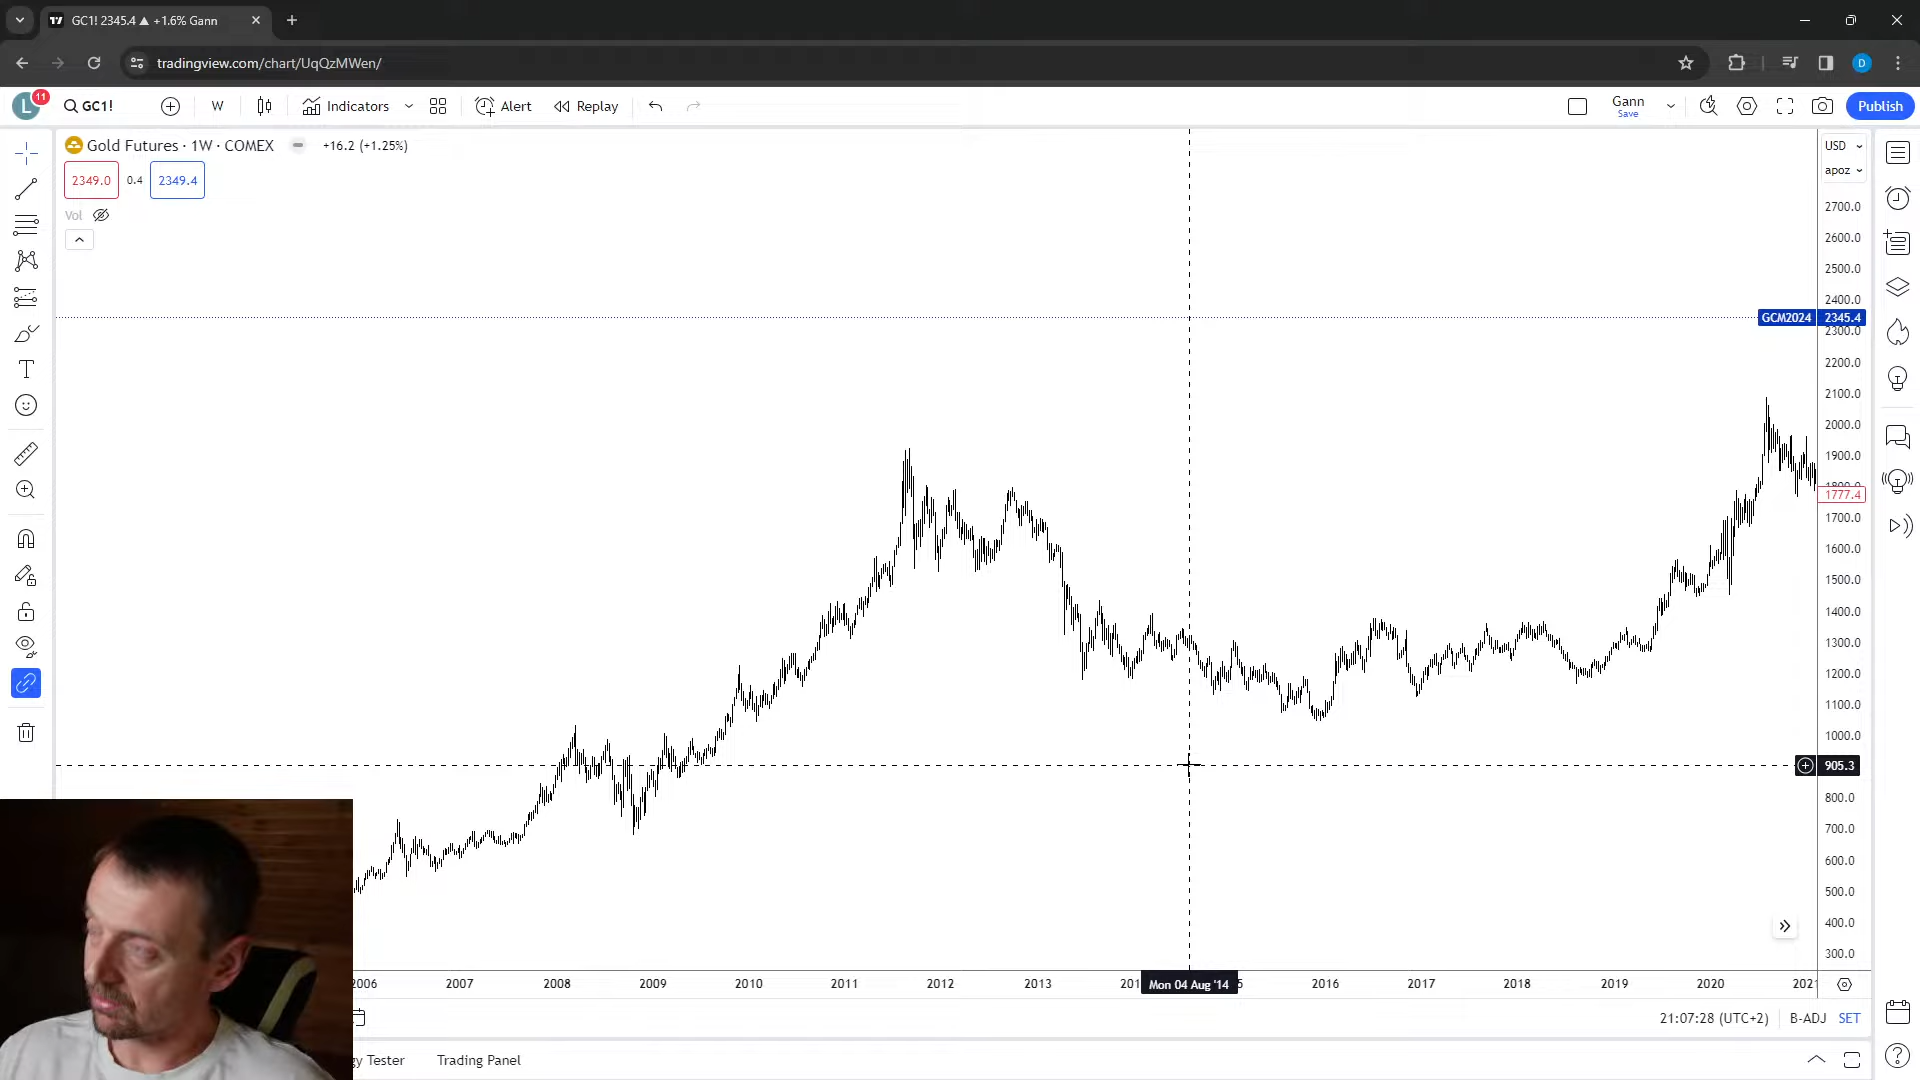 GC1! 2345.4 ▲ +1.6% Gann
tradingview.com/chart/UqQzMWen/
D
L
11
GC1!
W
Indicators
Alert
Replay
Gann
Save
Publish
Gold Futures · 1W · COMEX
+16.2 (+1.25%)
2349.0
0.4
2349.4
Vol
USD
apoz
2700.0
2600.0
2500.0
2400.0
GCM2024
2345.4
2300.0
2200.0
2100.0
2000.0
1900.0
1777.4
1700.0
1600.0
1500.0
1400.0
1300.0
1200.0
1100.0
1000.0
905.3
800.0
700.0
600.0
500.0
400.0
300.0
2006
2007
2008
2009
2010
2011
2012
2013
Mon 04 Aug '14
2016
2017
2018
2019
2020
2021
21:07:28 (UTC+2)
B-ADJ
SET
gy Tester
Trading Panel